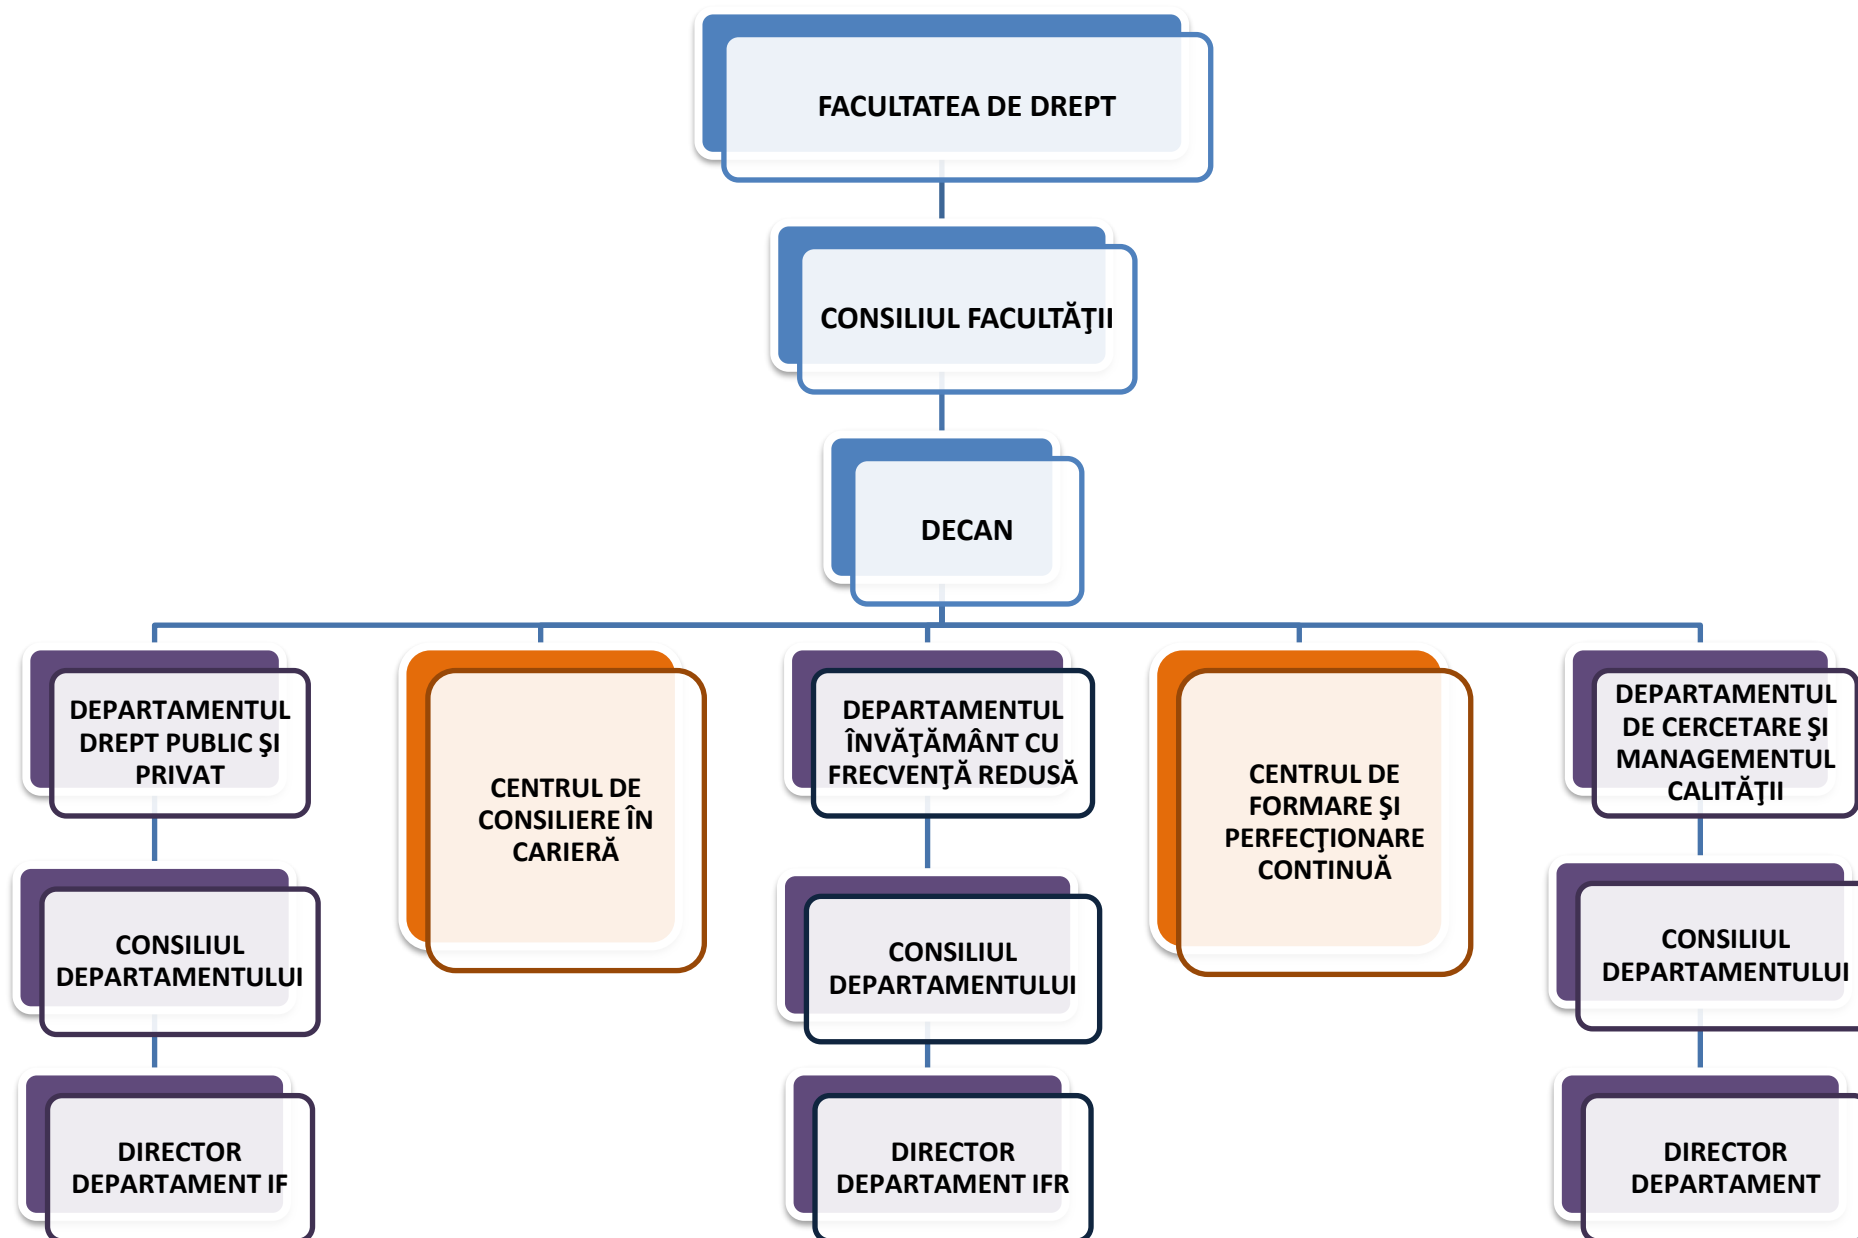 FACULTATEA DE DREPT
CONSILIUL FACULTĂŢII
DECAN
DEPARTAMENTUL
DREPT PUBLIC ŞI
PRIVAT
CENTRUL DE
CONSILIERE ÎN
CARIERĂ
DEPARTAMENTUL
ÎNVĂŢĂMÂNT CU
FRECVENŢĂ REDUSĂ
CENTRUL DE
FORMARE ŞI
PERFECŢIONARE
CONTINUĂ
DEPARTAMENTUL
DE CERCETARE ŞI
MANAGEMENTUL
CALITĂŢII
CONSILIUL
DEPARTAMENTULUI
CONSILIUL
DEPARTAMENTULUI
CONSILIUL
DEPARTAMENTULUI
DIRECTOR
DEPARTAMENT IF
DIRECTOR
DEPARTAMENT IFR
DIRECTOR
DEPARTAMENT